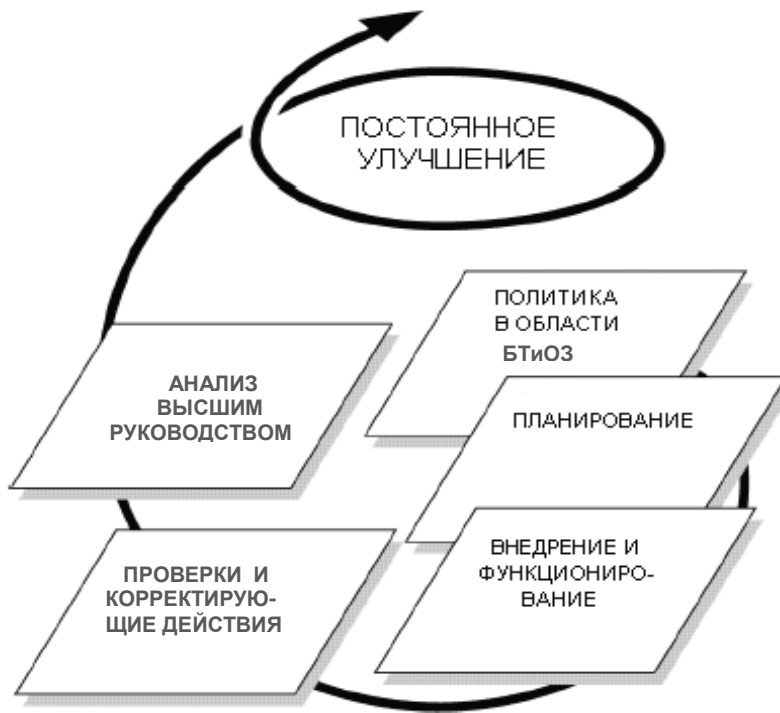 ПОСТОЯННОЕ
УЛУЧШЕНИЕ
ПОЛИТИКА
В ОБЛАСТИ
БТиОЗ
ПЛАНИРОВАНИЕ
ВНЕДРЕНИЕ И
ФУНКЦИОНИРО-
ВАНИЕ
ПРОВЕРКИ И
КОРРЕКТИРУЮ-
ЩИЕ ДЕЙСТВИЯ
АНАЛИЗ
ВЫСШИМ
РУКОВОДСТВОМ